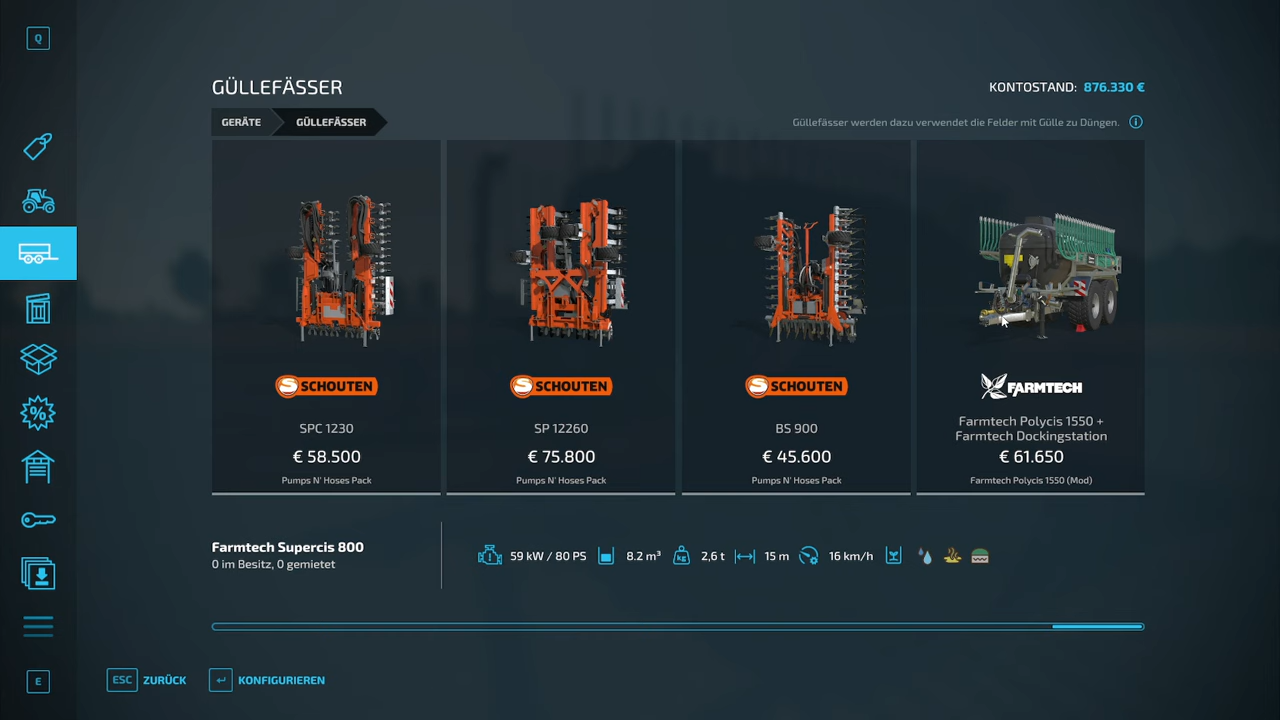 Q
GÜLLEFÄSSER
KONTOSTAND: 876.330 €
GERÄTE
GÜLLEFÄSSER
Güllefässer werden dazu verwendet die Felder mit Gülle zu Düngen.
SCHOUTEN
SPC 1230
€ 58.500
Pumps N' Hoses Pack
SCHOUTEN
SP 12260
€ 75.800
Pumps N' Hoses Pack
SCHOUTEN
BS 900
€ 45.600
Pumps N' Hoses Pack
FARMTECH
Farmtech Polycis 1550 +
Farmtech Dockingstation
€ 61.650
Farmtech Polycis 1550 (Mod)
Farmtech Supercis 800
0 im Besitz, 0 gemietet
59 kW / 80 PS
8.2 m³
kg
2,6 t
15 m
16 km/h
E
ESC ZURÜCK
↵ KONFIGURIEREN